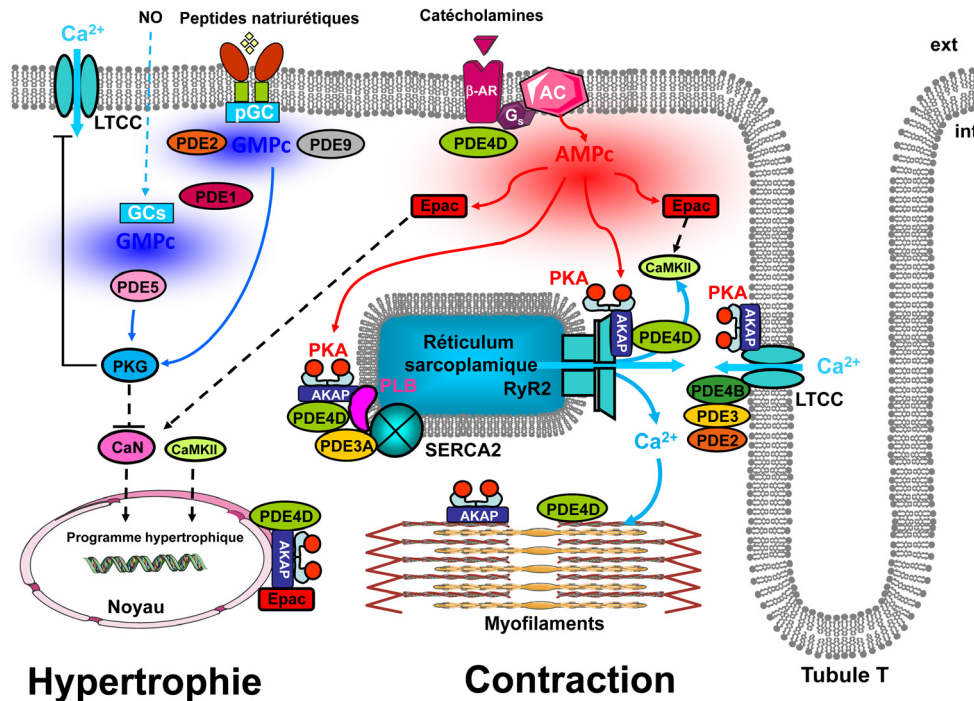 NO
Peptides natriurétiques
Catécholamines
Ca²⁺
ext
int
LTCC
pGC
β-AR
AC
Gs
PDE2
GMPc
PDE9
PDE4D
AMPc
PDE1
GCs
GMPc
Epac
Epac
PDE5
CaMKII
PKA
PKA
AKAP
PDE4D
AKAP
Réticulum
sarcoplamique
RyR2
PKG
PKA
AKAP
PLB
PDE4D
PDE3A
SERCA2
Ca²⁺
LTCC
PDE4B
PDE3
PDE2
Ca²⁺
CaN
CaMKII
PDE4D
AKAP
Epac
Programme hypertrophique
Noyau
AKAP
PDE4D
Myofilaments
Tubule T
Hypertrophie
Contraction